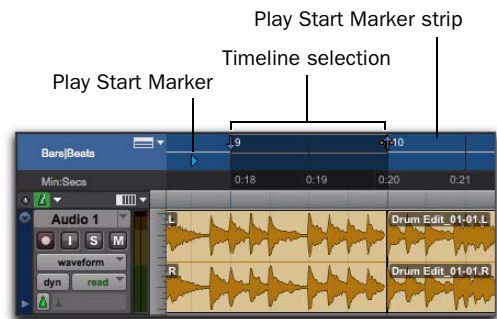 Play Start Marker strip
Timeline selection
Play Start Marker
Bars|Beats
9
10
Min:Secs
0:18
0:19
0:20
0:21
Audio 1
L
Drum Edit_01-01.L
I
S
M
waveform
dyn
read
R
Drum Edit_01-01.R